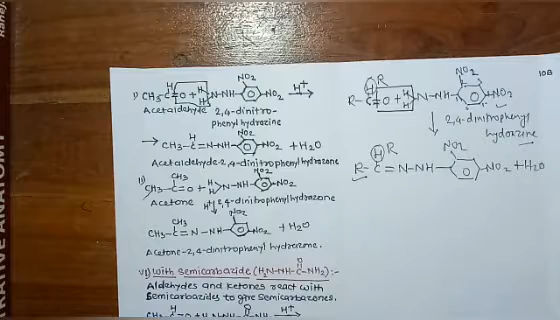 i) CH3-C=O + H H N-NH- NO2 -NO2 H+
Acetaldehyde 2,4-dinitro-
phenyl hydrazine
→ CH3-C=N-NH- NO2 -NO2 + H2O
Acetaldehyde-2,4-dinitrophenylhydrazone
ii) CH3
CH3-C=O + H H N-NH- NO2 -NO2
Acetone H+ 2,4-dinitrophenylhydrazone
CH3
CH3-C=N-NH- NO2 -NO2 + H2O
Acetone-2,4-dinitrophenyl hydrazone.
vi) With semicarbazide (H2N-NH-C-NH2):-
Aldehydes and ketones react with
Semicarbazides to give semicarbazones.
108
H R
R-C=O + H H N-NH- NO2 -NO2
2,4-dinitrophenyl
hydrazine
H R
R-C=N-NH- NO2 -NO2 + H2O